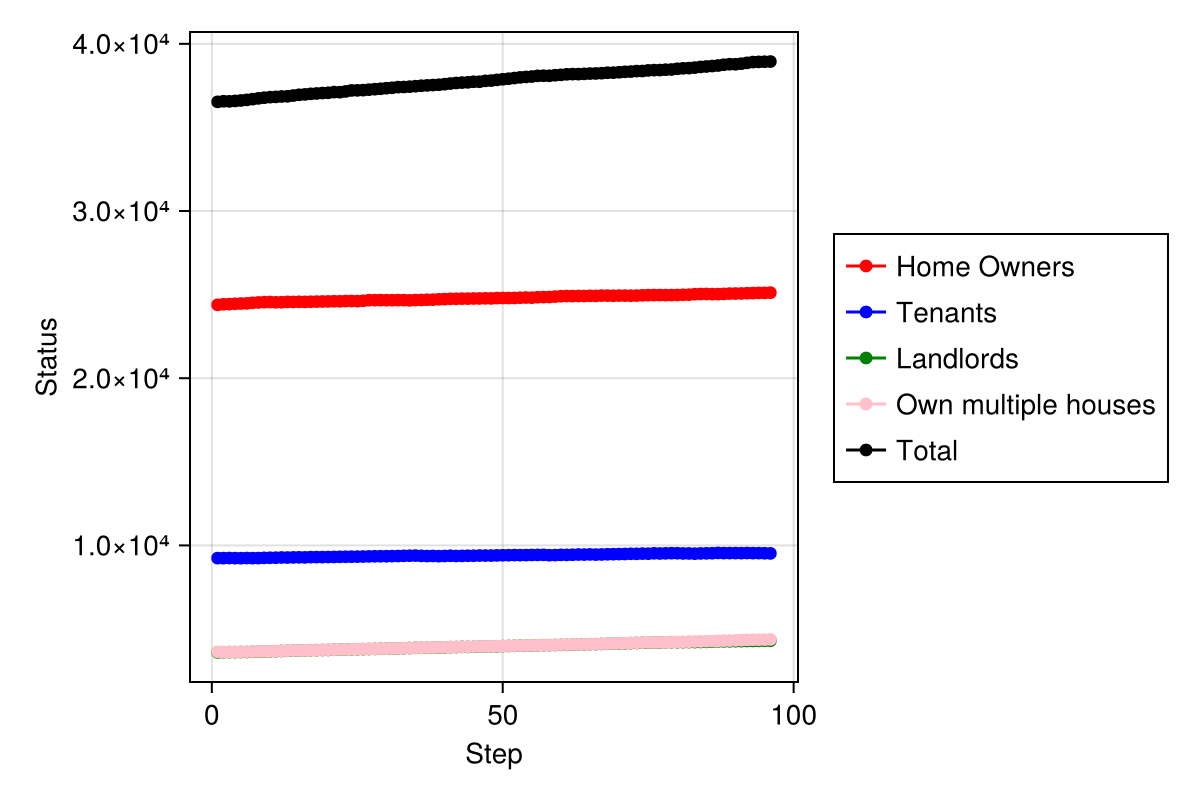 4.0×10⁴
3.0×10⁴
2.0×10⁴
1.0×10⁴
Status
0
50
100
Step
Home Owners
Tenants
Landlords
Own multiple houses
Total